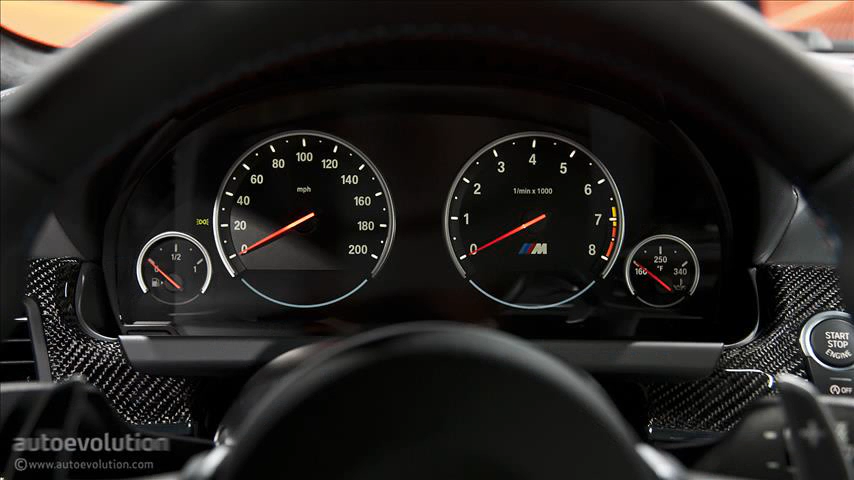 0 20 40 60 80 100 120 140 160 180 200
mph
0 1 2 3 4 5 6 7 8
1/min x 1000
M
0 1/2 1
160 250 340
°F
START
STOP
ENGINE
OFF
autoevolution
©www.autoevolution.com